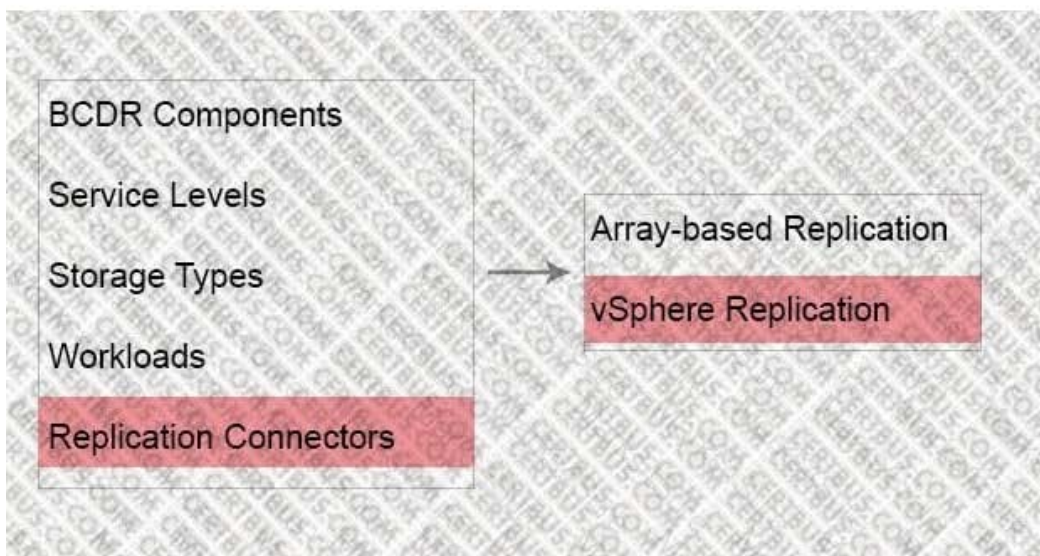 BCDR Components
Service Levels
Storage Types
Workloads
Replication Connectors
Array-based Replication
vSphere Replication